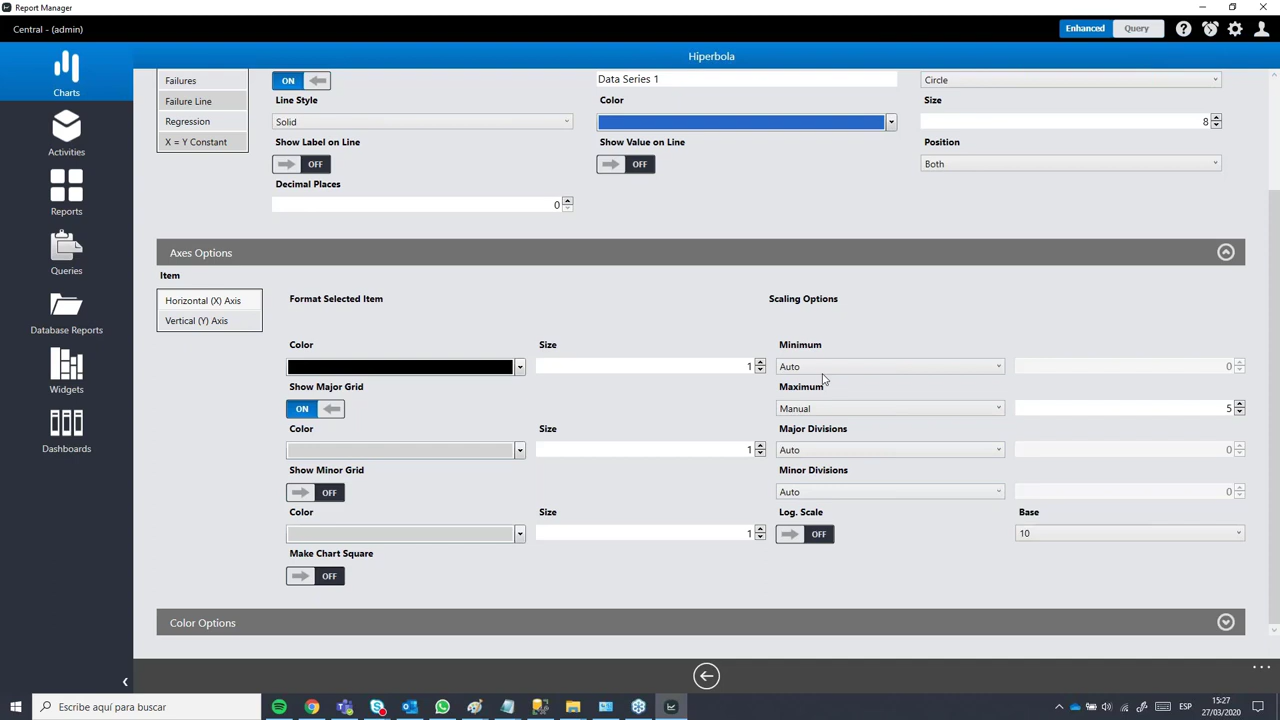 Report Manager
Central - (admin)
Enhanced
Query
Hiperbola
Charts
Activities
Reports
Queries
Database Reports
Widgets
Dashboards
Failures
Failure Line
Regression
X = Y Constant
ON
Data Series 1
Circle
Line Style
Color
Size
Solid
8
Show Label on Line
Show Value on Line
Position
OFF
OFF
Both
Decimal Places
0
Axes Options
Item
Horizontal (X) Axis
Vertical (Y) Axis
Format Selected Item
Scaling Options
Color
Size
Minimum
1
Auto
0
Show Major Grid
Maximum
ON
Manual
5
Color
Size
Major Divisions
1
Auto
0
Show Minor Grid
Minor Divisions
OFF
Auto
0
Color
Size
Log. Scale
Base
1
OFF
10
Make Chart Square
OFF
Color Options
Escribe aquí para buscar
ESP
15:27
27/03/2020